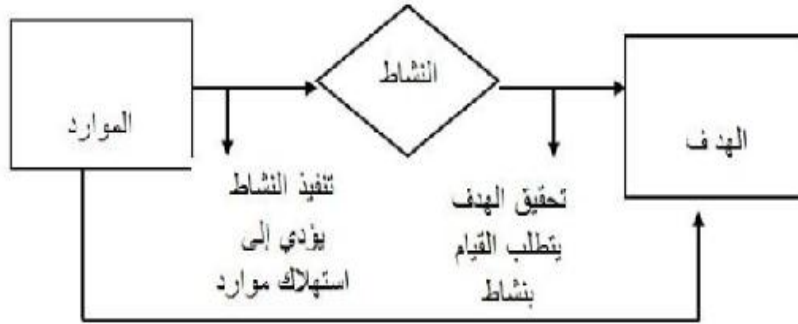 الموارد
النشاط
الهدف
تنفيذ النشاط
يؤدي إلى
استهلاك موارد
تحقيق الهدف
يتطلب القيام
بنشاط